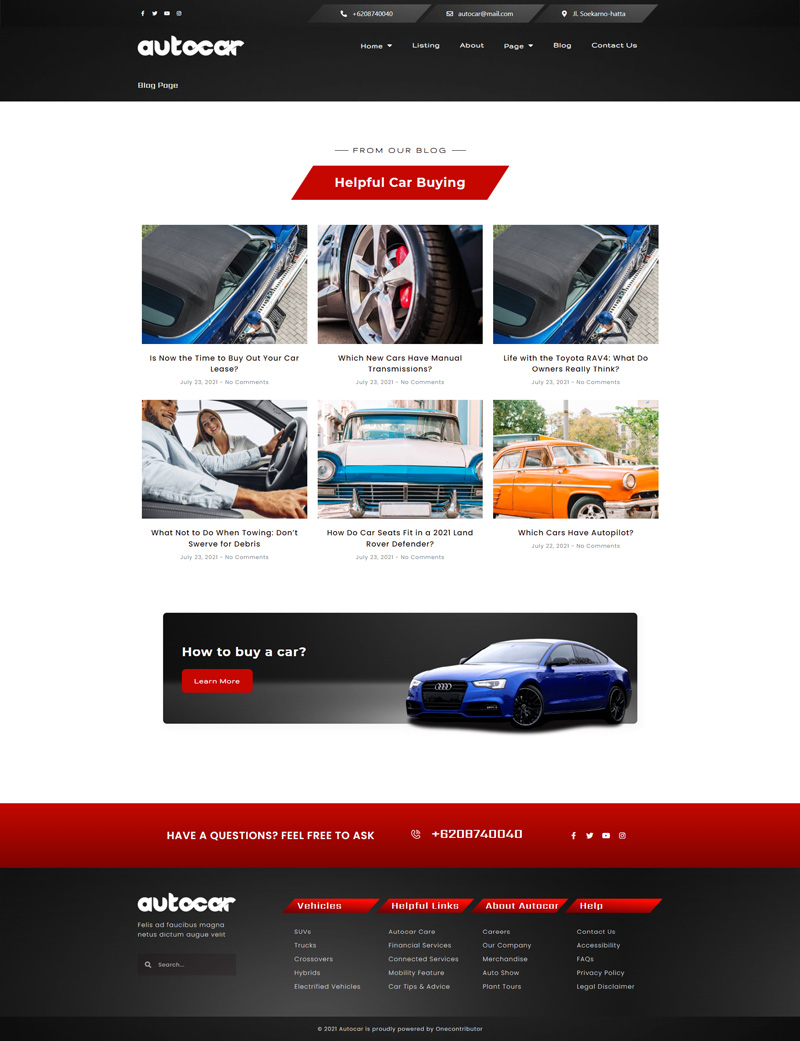 +6208740040
autocar@mail.com
Jl. Soekarno-hatta
autocar
Home
Listing
About
Page
Blog
Contact Us
Blog Page
FROM OUR BLOG
Helpful Car Buying
Is Now the Time to Buy Out Your Car
Lease?
July 23, 2021 - No Comments
Which New Cars Have Manual
Transmissions?
July 23, 2021 - No Comments
Life with the Toyota RAV4: What Do
Owners Really Think?
July 23, 2021 - No Comments
What Not to Do When Towing: Don't
Swerve for Debris
July 23, 2021 - No Comments
How Do Car Seats Fit in a 2021 Land
Rover Defender?
July 23, 2021 - No Comments
Which Cars Have Autopilot?
July 22, 2021 - No Comments
How to buy a car?
Learn More
HAVE A QUESTIONS? FEEL FREE TO ASK
+6208740040
autocar
Felis ad faucibus magna
netus dictum augue velit
Search...
Vehicles
SUVs
Trucks
Crossovers
Hybrids
Electrified Vehicles
Helpful Links
Autocar Care
Financial Services
Connected Services
Mobility Feature
Car Tips & Advice
About Autocar
Careers
Our Company
Merchandise
Auto Show
Plant Tours
Help
Contact Us
Accessibility
FAQs
Privacy Policy
Legal Disclaimer
© 2021 Autocar is proudly powered by Onecontributor